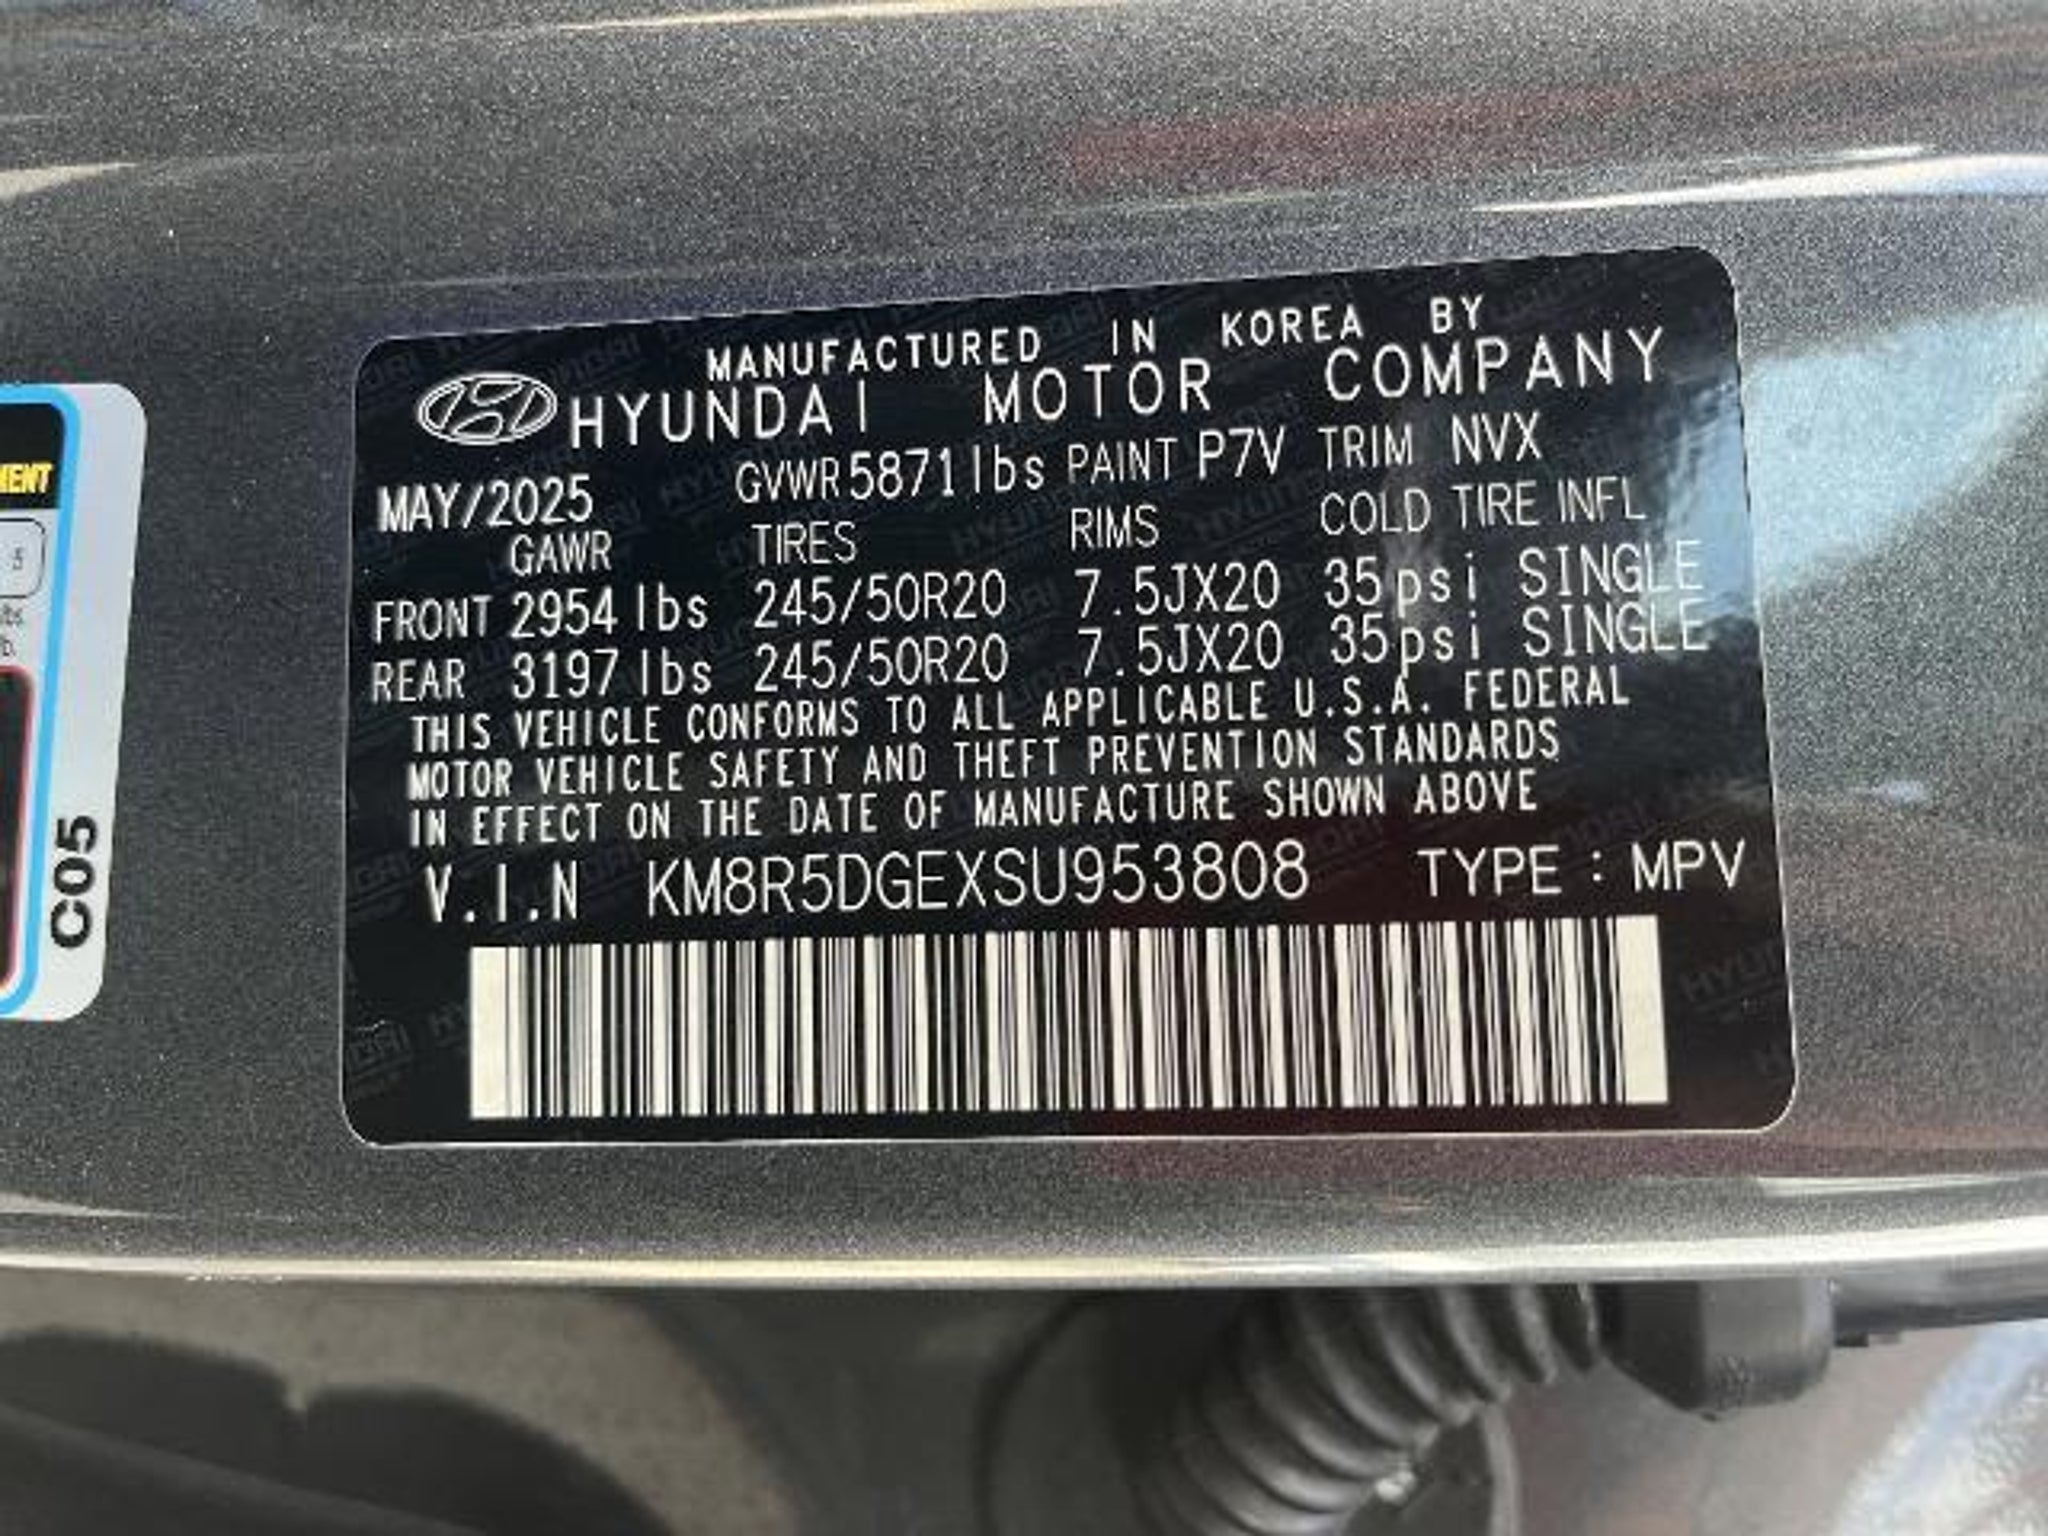 MANUFACTURED IN KOREA BY
HYUNDAI MOTOR COMPANY
MAY/2025 GVWR 5871lbs PAINT P7V TRIM NVX
GAWR TIRES RIMS COLD TIRE INFL
FRONT 2954 lbs 245/50R20 7.5JX20 35psi SINGLE
REAR 3197 lbs 245/50R20 7.5JX20 35psi SINGLE
THIS VEHICLE CONFORMS TO ALL APPLICABLE U.S.A. FEDERAL
MOTOR VEHICLE SAFETY AND THEFT PREVENTION STANDARDS
IN EFFECT ON THE DATE OF MANUFACTURE SHOWN ABOVE
V.I.N KM8R5DGEXSU953808 TYPE : MPV
C05